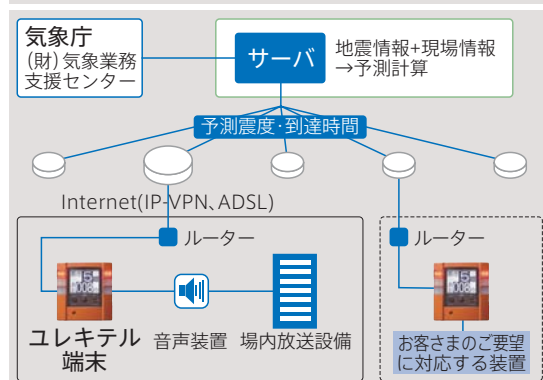 気象庁
(財)気象業務
支援センター
サーバ
地震情報+現場情報
→予測計算
予測震度･到達時間
Internet(IP-VPN、ADSL)
ルーター
ルーター
ユレキテル
端末
音声装置
場内放送設備
お客さまのご要望
に対応する装置